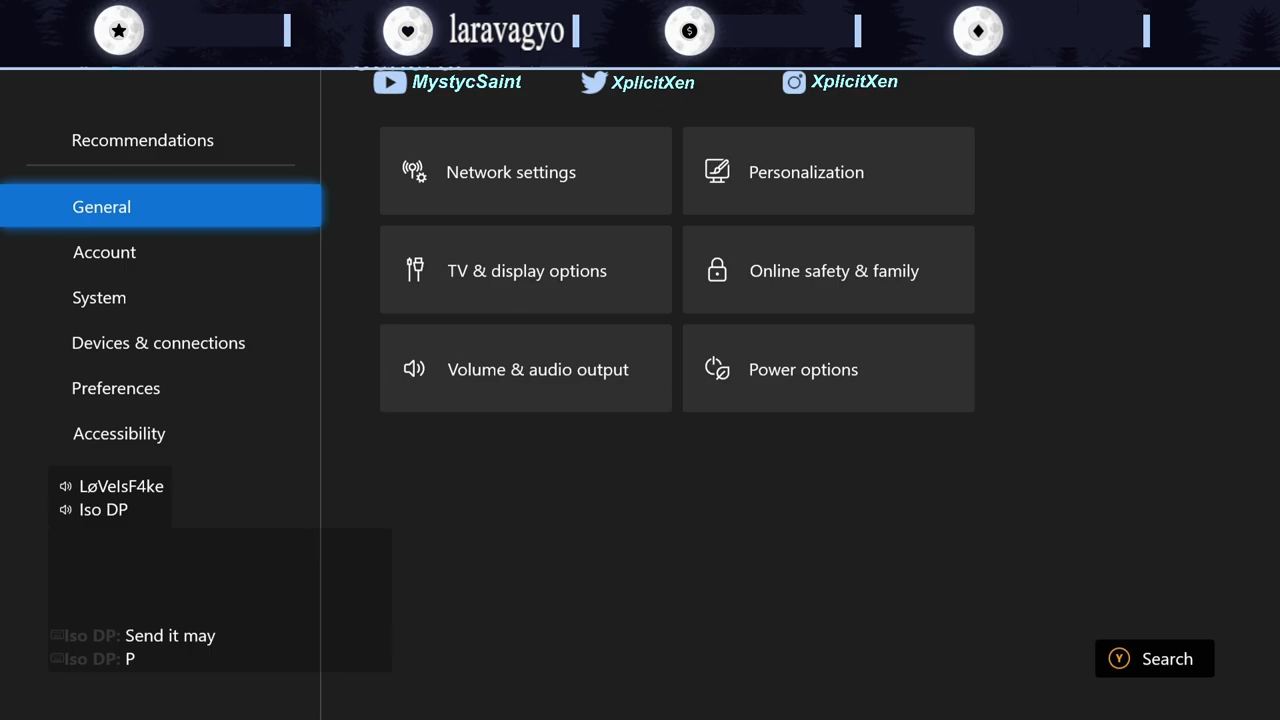 laravagyo
MystycSaint XplicitXen XplicitXen
Recommendations
General
Account
System
Devices & connections
Preferences
Accessibility
Network settings
Personalization
TV & display options
Online safety & family
Volume & audio output
Power options
LøVeIsF4ke
Iso DP
Iso DP: Send it may
Iso DP: P
Y Search